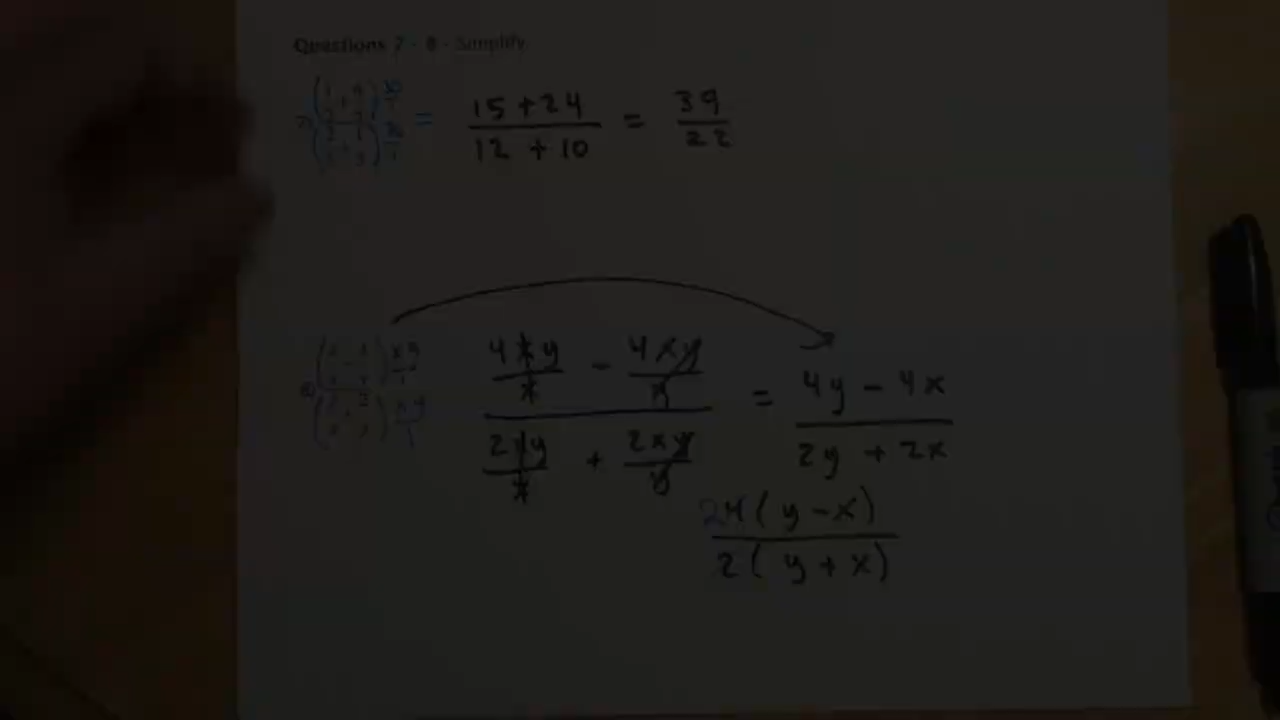 Questions 7 - 8 - Simplify
= 15 + 24 / 12 + 10 = 39 / 22
4xy / x - 4xy / y
2xy / x + 2xy / y
= 4y - 4x / 2y + 2x
24( y - x )
2( y + x )